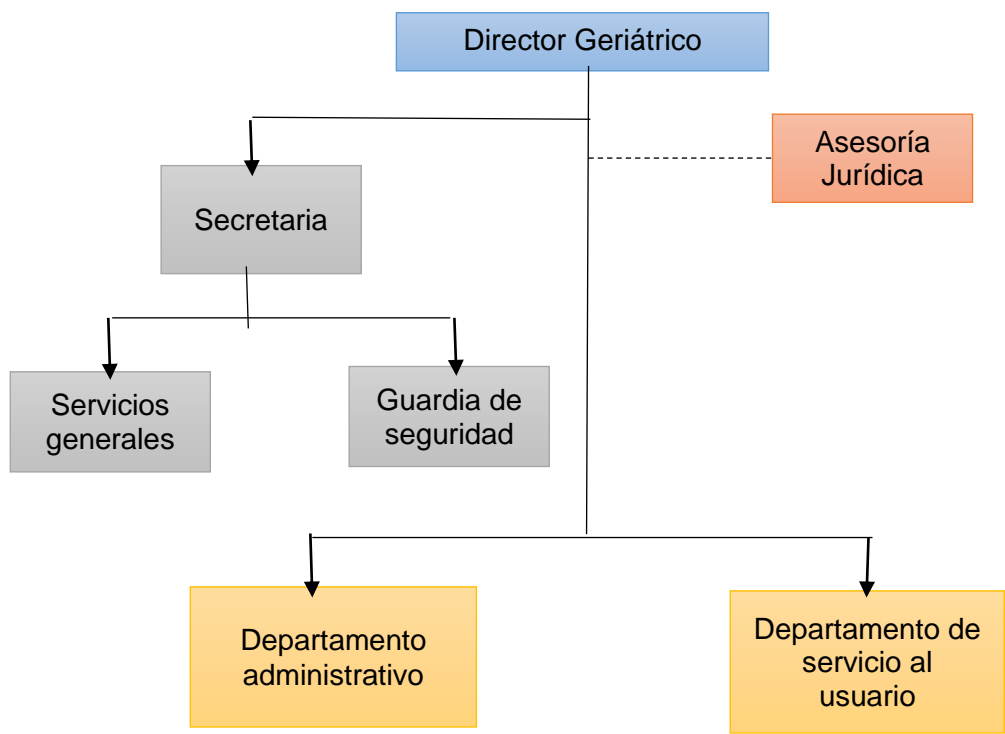 Director Geriátrico
Asesoría
Jurídica
Secretaria
Servicios
generales
Guardia de
seguridad
Departamento
administrativo
Departamento de
servicio al
usuario